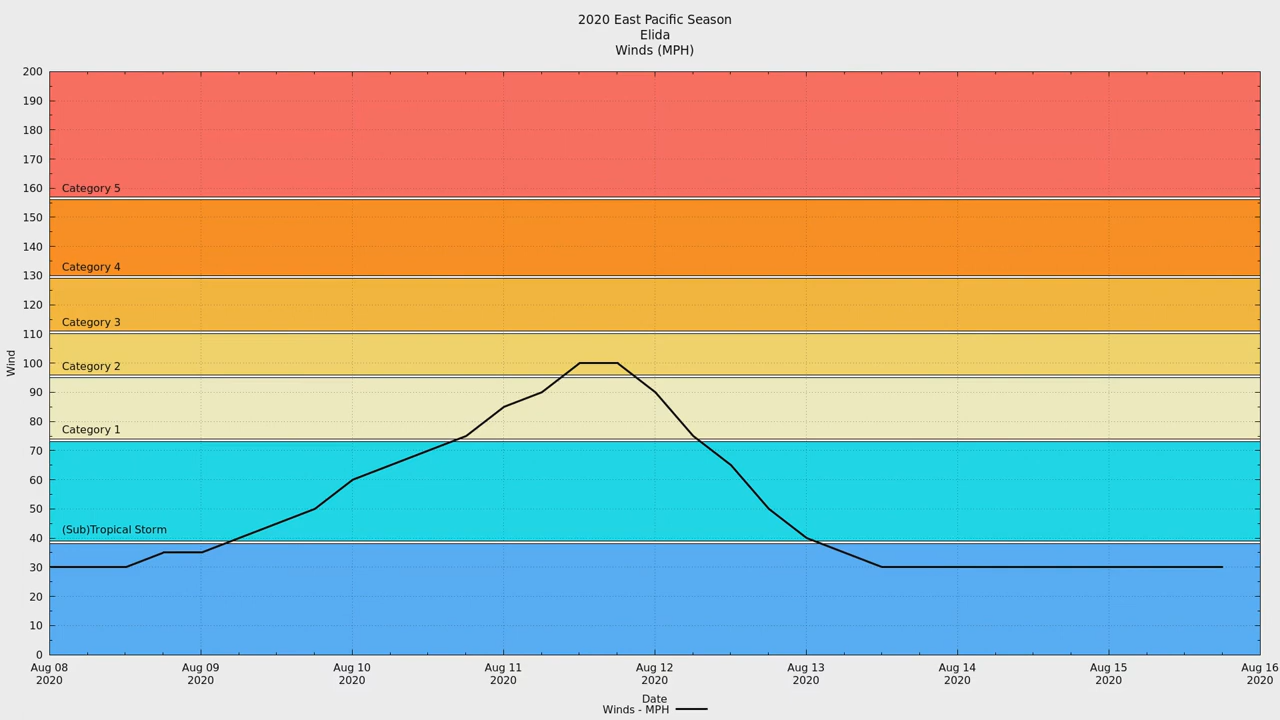 2020 East Pacific Season
Elida
Winds (MPH)
200
190
180
170
160
Category 5
150
140
Category 4
130
120
Category 3
110
Wind
100
Category 2
90
80
Category 1
70
60
50
(Sub)Tropical Storm
40
30
20
10
0
Aug 08 Aug 09 Aug 10 Aug 11 Aug 12 Aug 13 Aug 14 Aug 15 Aug 16
2020 2020 2020 2020 2020 2020 2020 2020 2020
Date
Winds - MPH